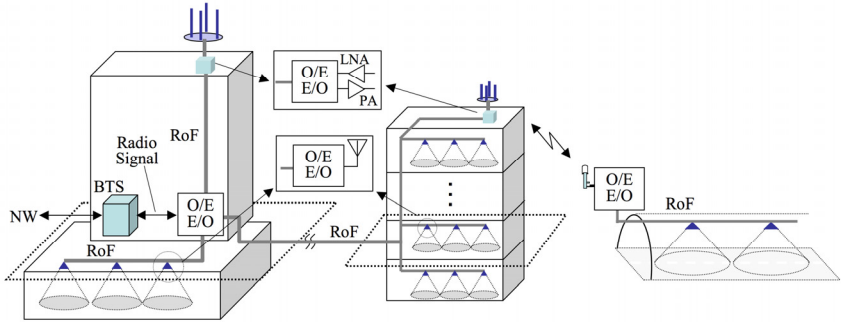 O/E
E/O
LNA
PA
RoF
Radio
Signal
BTS
NW
O/E
E/O
RoF
O/E
E/O
RoF
O/E
E/O
RoF